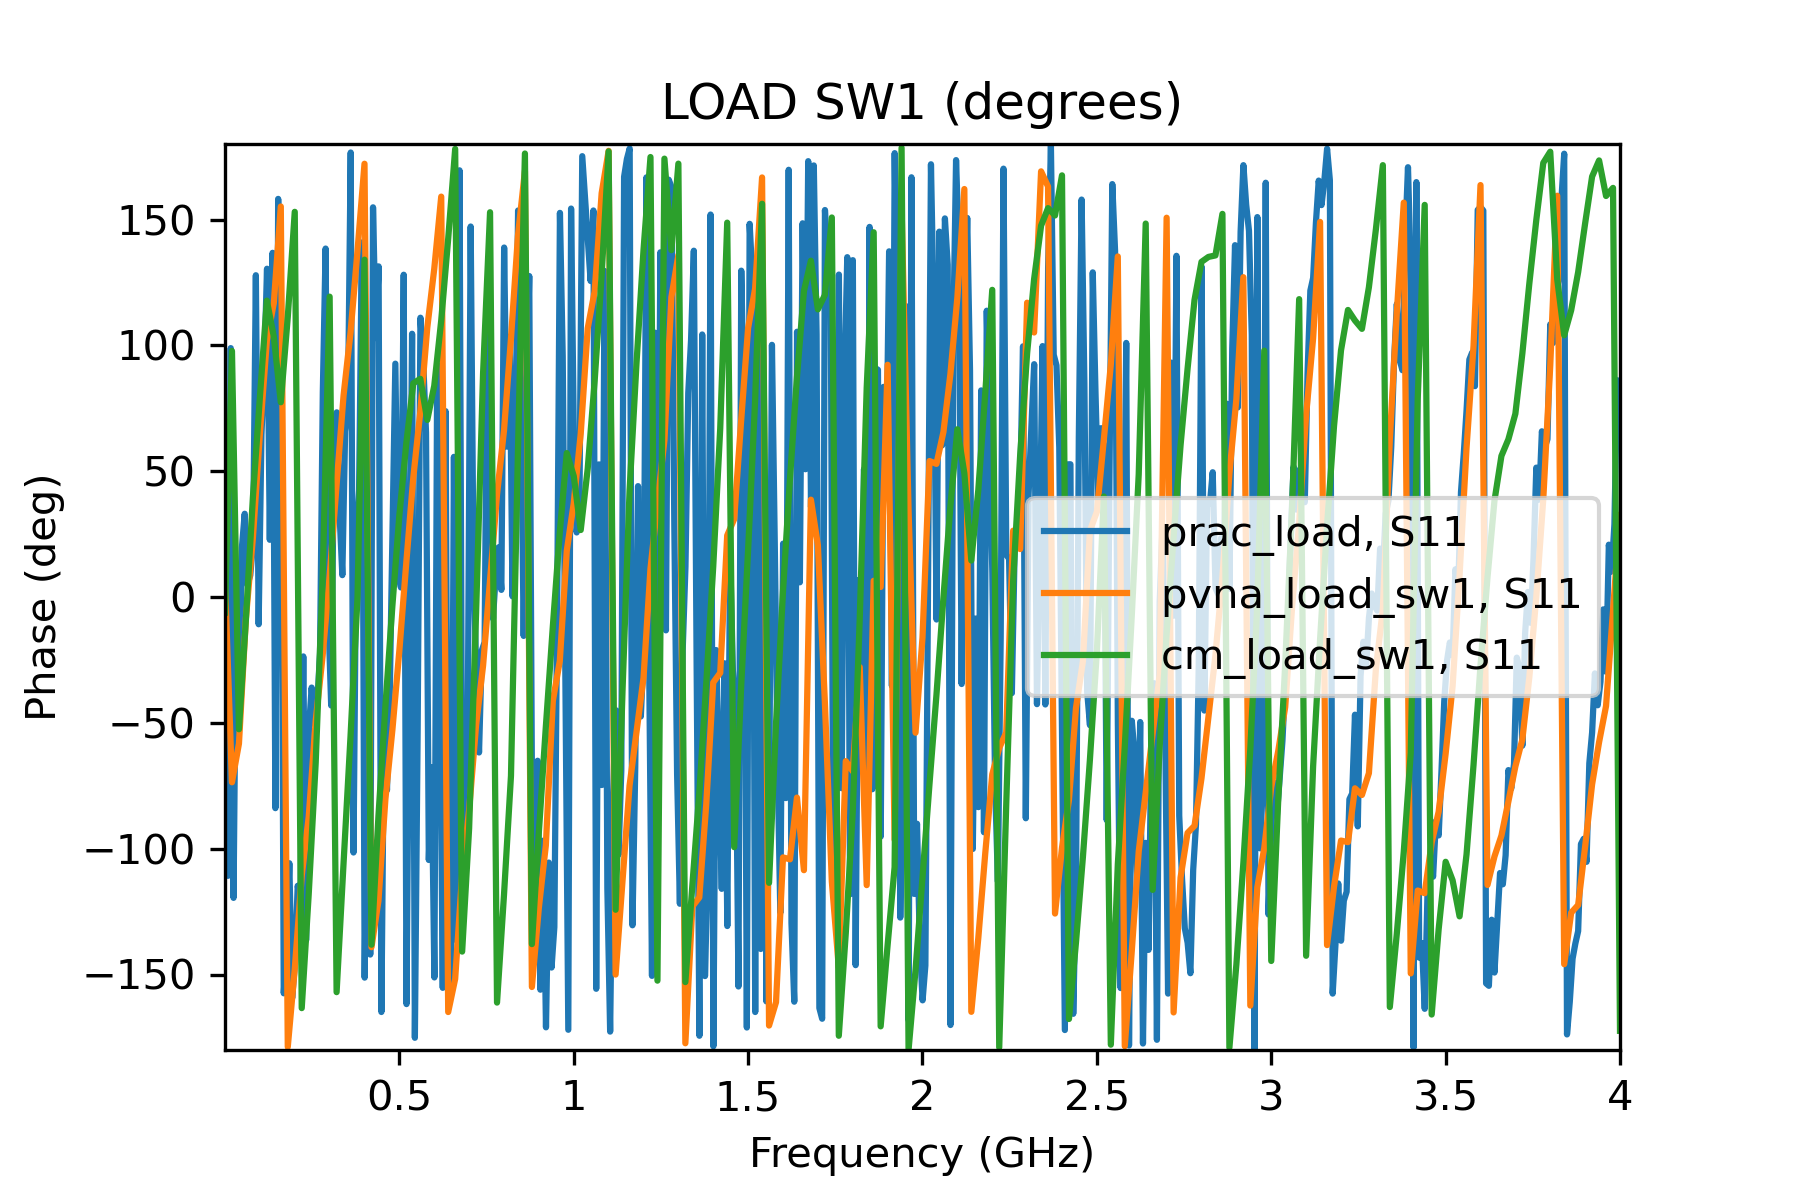 LOAD SW1 (degrees)
Phase (deg)
150
100
50
0
−50
−100
−150
prac_load, S11
pvna_load_sw1, S11
cm_load_sw1, S11
0.5 1 1.5 2 2.5 3 3.5 4
Frequency (GHz)